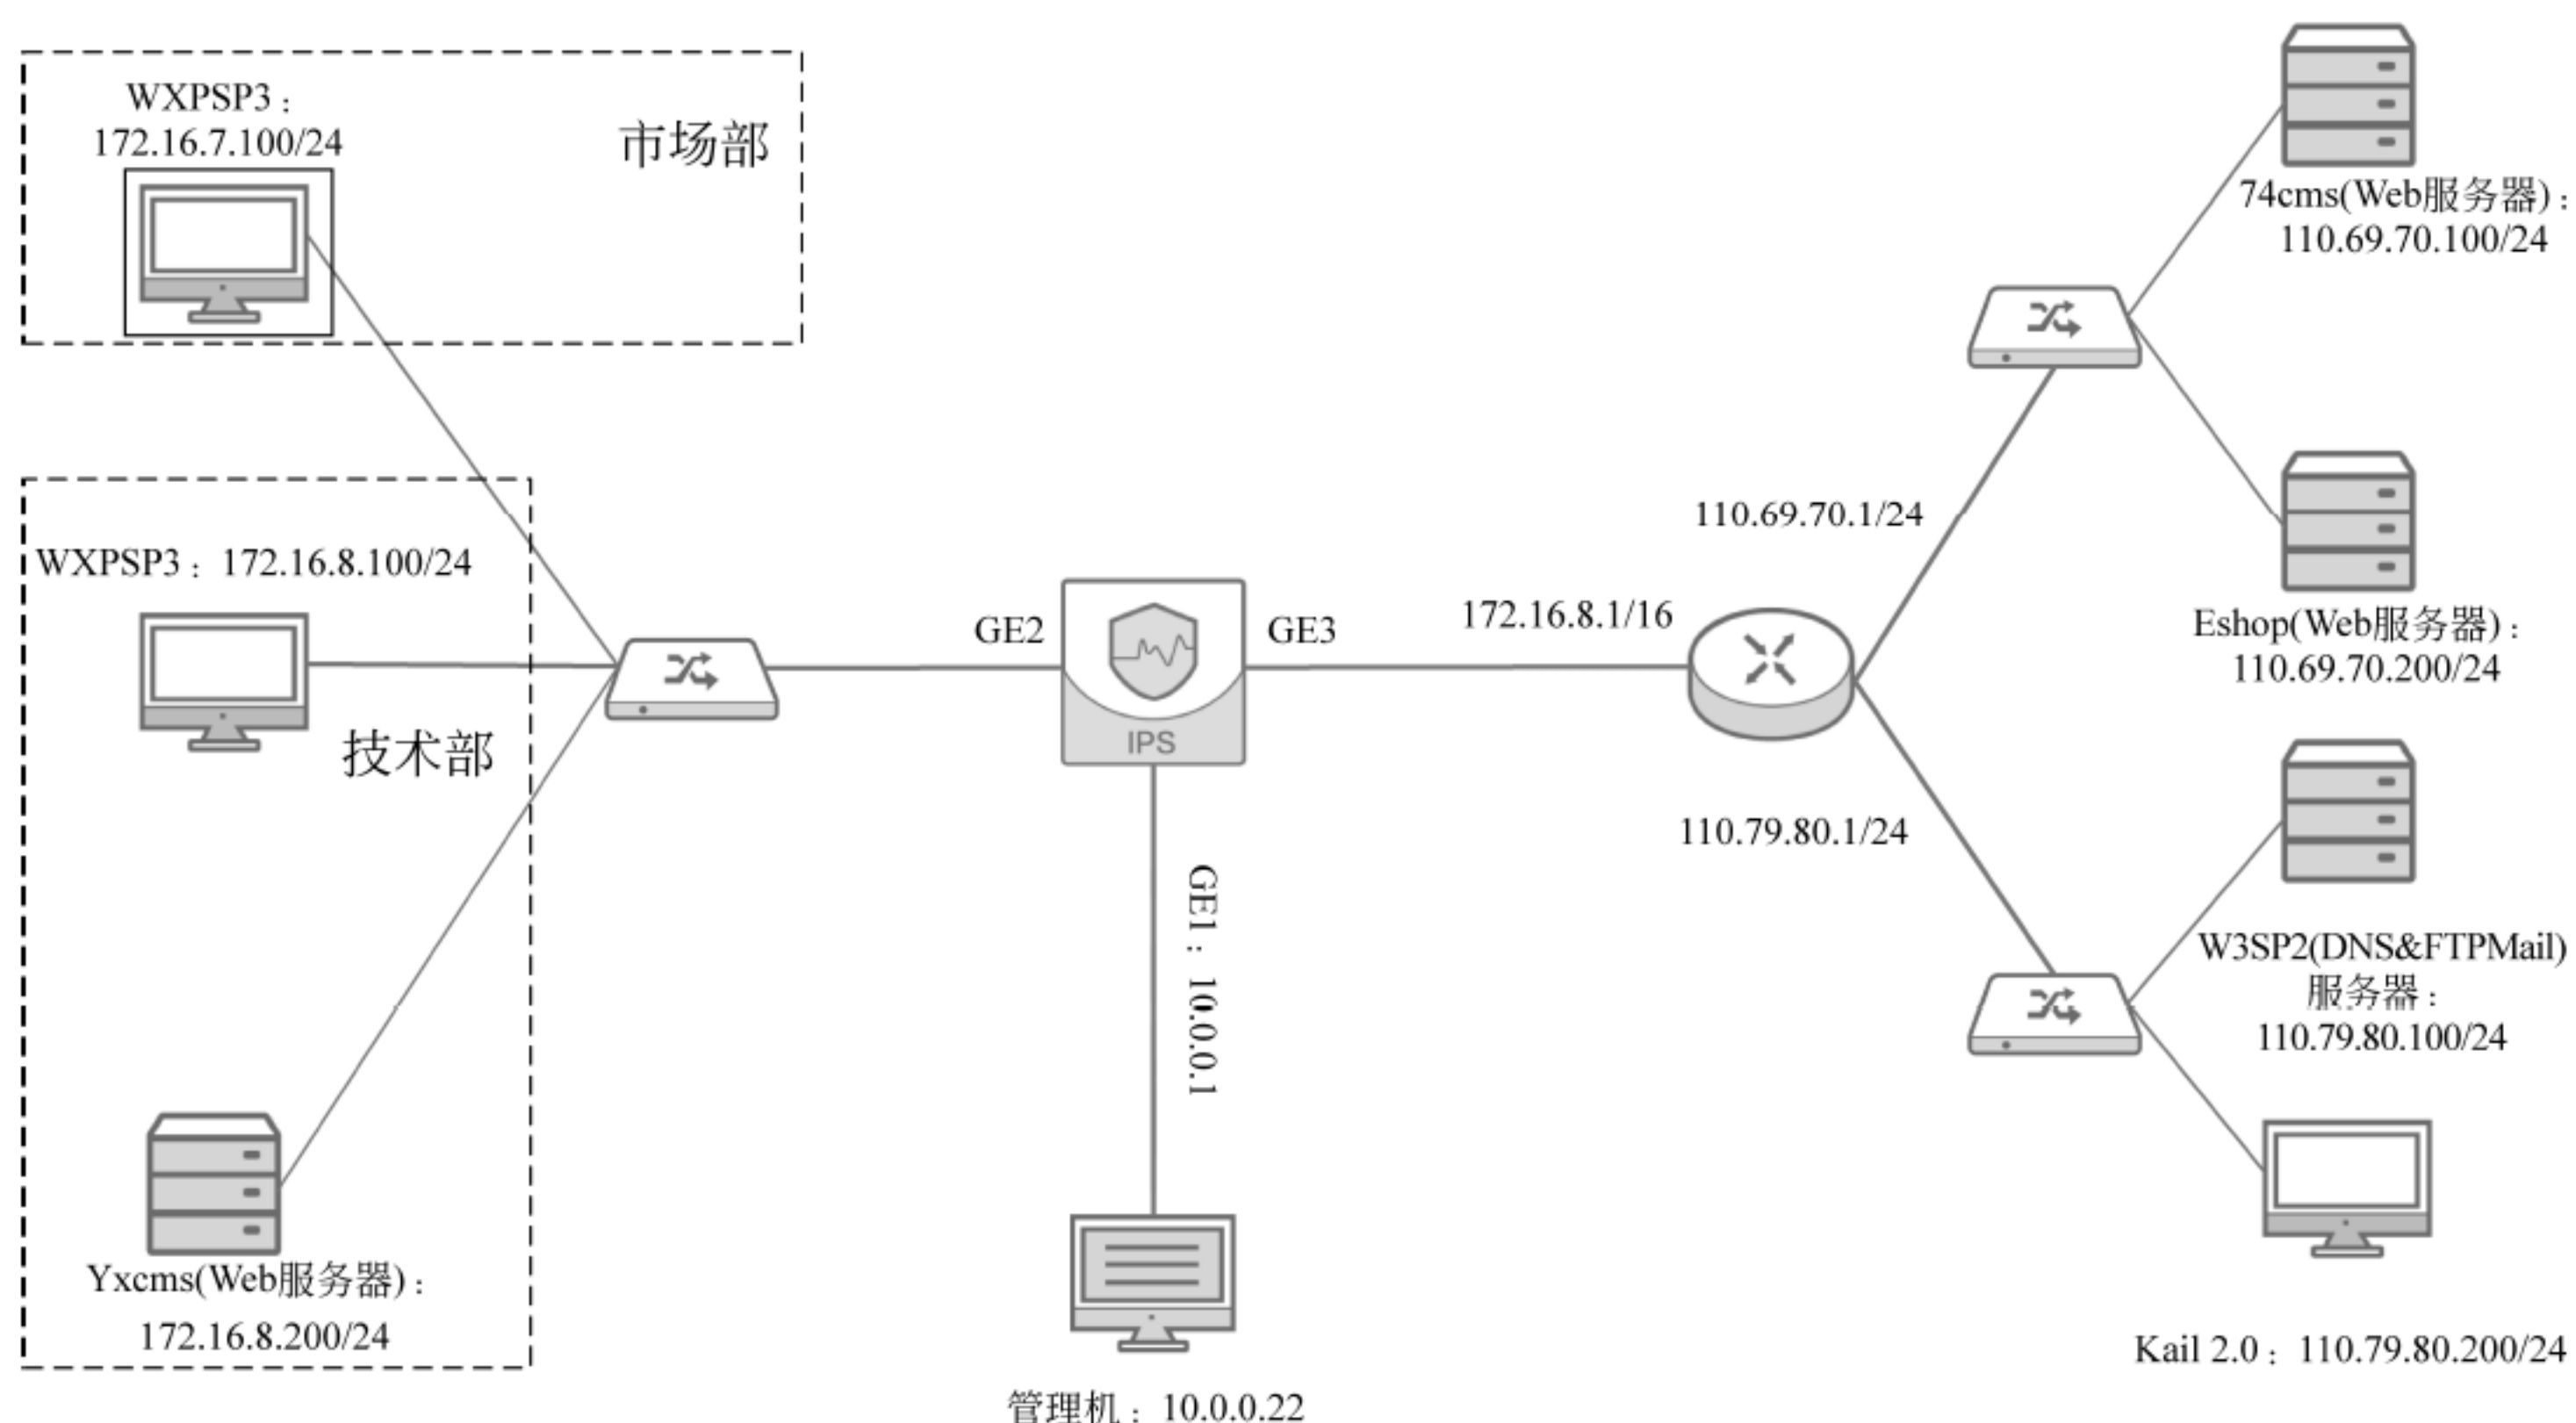 WXPSP3：
172.16.7.100/24
市场部
WXPSP3：172.16.8.100/24
技术部
Yxcms(Web服务器)：
172.16.8.200/24
GE2
IPS
GE3
GE1：10.0.0.1
管理机：10.0.0.22
172.16.8.1/16
110.69.70.1/24
110.79.80.1/24
74cms(Web服务器)：
110.69.70.100/24
Eshop(Web服务器)：
110.69.70.200/24
W3SP2(DNS&FTPMail)
服务器：
110.79.80.100/24
Kail 2.0：110.79.80.200/24